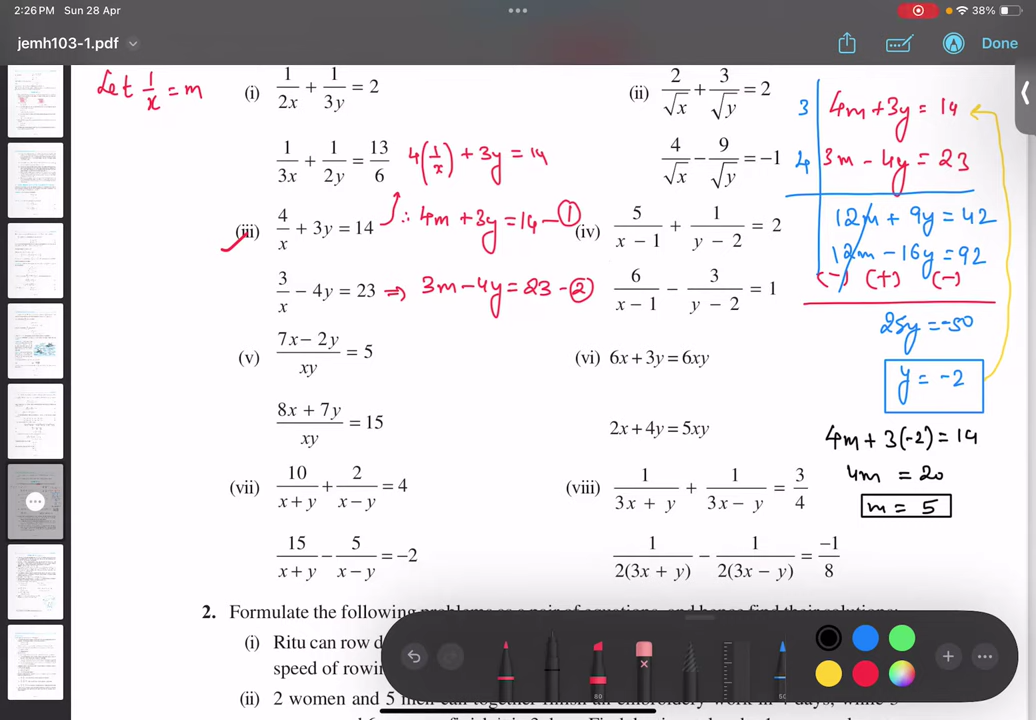 2:26 PM Sun 28 Apr
38%
jemh103-1.pdf
Done
Let 1/x = m
(i) 1/2x + 1/3y = 2
1/3x + 1/2y = 13/6
4(1/x) + 3y = 14
(ii) 2/√x + 3/√y = 2
4/√x − 9/√y = −1
(iii) 4/x + 3y = 14
∴ 4m + 3y = 14 − ①
3/x − 4y = 23 ⇒ 3m − 4y = 23 − ②
(iv) 5/(x − 1) + 1/(y − 2) = 2
6/(x − 1) − 3/(y − 2) = 1
(v) (7x − 2y)/xy = 5
(8x + 7y)/xy = 15
(vi) 6x + 3y = 6xy
2x + 4y = 5xy
(vii) 10/(x + y) + 2/(x − y) = 4
15/(x + y) − 5/(x − y) = −2
(viii) 1/(3x + y) + 1/(3x − y) = 3/4
1/2(3x + y) − 1/2(3x − y) = −1/8
3 | 4m + 3y = 14
4 | 3m − 4y = 23
12m + 9y = 42
12m − 16y = 92
(−) (+) (−)
25y = −50
y = −2
4m + 3(−2) = 14
4m = 20
m = 5
2. Formulate the following
(i) Ritu can row d
speed of rowin
(ii) 2 women and 5
80
50